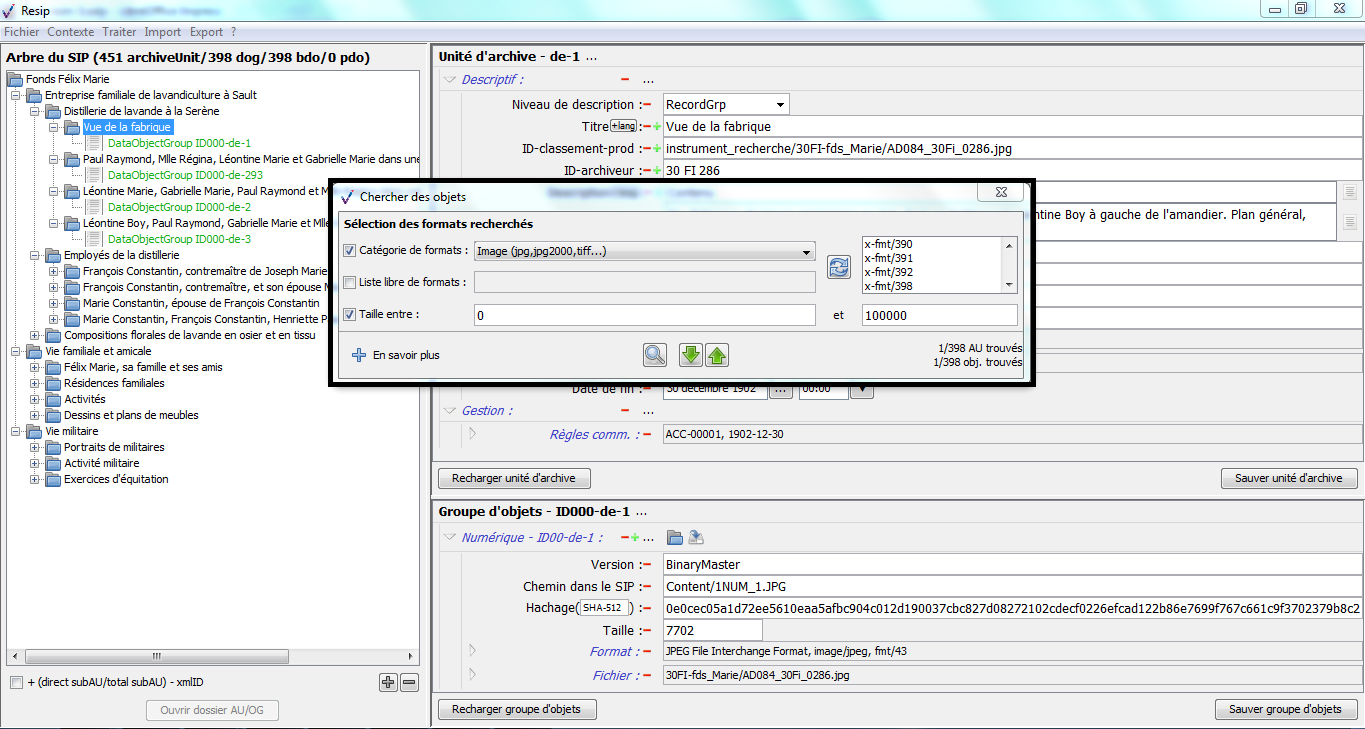 Resip
Fichier Contexte Traiter Import Export ?
Arbre du SIP (451 archiveUnit/398 dog/398 bdo/0 pdo)
Fonds Félix Marie
Entreprise familiale de lavandiculture à Sault
Distillerie de lavande à la Serène
Vue de la fabrique
DataObjectGroup ID000-de-1
Paul Raymond, Mlle Régina, Léontine Marie et Gabrielle Marie dans une
DataObjectGroup ID000-de-293
Léontine Marie, Gabrielle Marie, Paul Raymond et M
DataObjectGroup ID000-de-2
Léontine Boy, Paul Raymond, Gabrielle Marie et Mlle
DataObjectGroup ID000-de-3
Employés de la distillerie
François Constantin, contremaître de Joseph Marie
François Constantin, contremaître, et son épouse M
Marie Constantin, épouse de François Constantin
Marie Constantin, François Constantin, Henriette P
Compositions florales de lavande en osier et en tissu
Vie familiale et amicale
Félix Marie, sa famille et ses amis
Résidences familiales
Activités
Dessins et plans de meubles
Vie militaire
Portraits de militaires
Activité militaire
Exercices d'équitation
+ (direct subAU/total subAU) - xmlID
Ouvrir dossier AU/OG
Unité d'archive - de-1 ...
Descriptif : − ...
Niveau de description :− RecordGrp
Titre +lang :−+ Vue de la fabrique
ID-classement-prod :−+ instrument_recherche/30FI-fds_Marie/AD084_30Fi_0286.jpg
ID-archiveur :−+ 30 FI 286
ntine Boy à gauche de l'amandier. Plan général,
Chercher des objets
Sélection des formats recherchés
Catégorie de formats : Image (jpg,jpg2000,tiff...)
x-fmt/390
x-fmt/391
x-fmt/392
x-fmt/398
Liste libre de formats :
Taille entre : 0 et 100000
En savoir plus
1/398 AU trouvés
1/398 obj. trouvés
Date de fin :− 30 décembre 1902 ... 00:00
Gestion : − ...
Règles comm. :− ACC-00001, 1902-12-30
Recharger unité d'archive Sauver unité d'archive
Groupe d'objets - ID000-de-1 ...
Numérique - ID00-de-1 : −+ ...
Version :− BinaryMaster
Chemin dans le SIP :− Content/1NUM_1.JPG
Hachage( SHA-512 ) :− 0e0cec05a1d72ee5610eaa5afbc904c012d190037cbc827d08272102cdecf0226efcad122b86e7699f767c661c9f3702379b8c2
Taille :− 7702
Format :− JPEG File Interchange Format, image/jpeg, fmt/43
Fichier :− 30FI-fds_Marie/AD084_30Fi_0286.jpg
Recharger groupe d'objets Sauver groupe d'objets